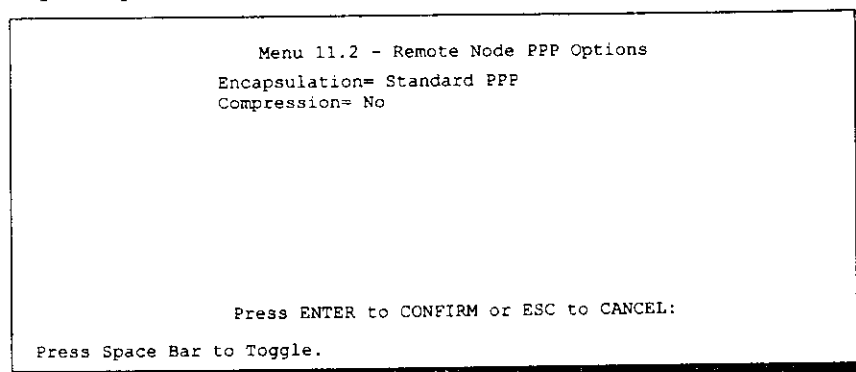 Menu 11.2 - Remote Node PPP Options
Encapsulation= Standard PPP
Compression= No
Press ENTER to CONFIRM or ESC to CANCEL:
Press Space Bar to Toggle.